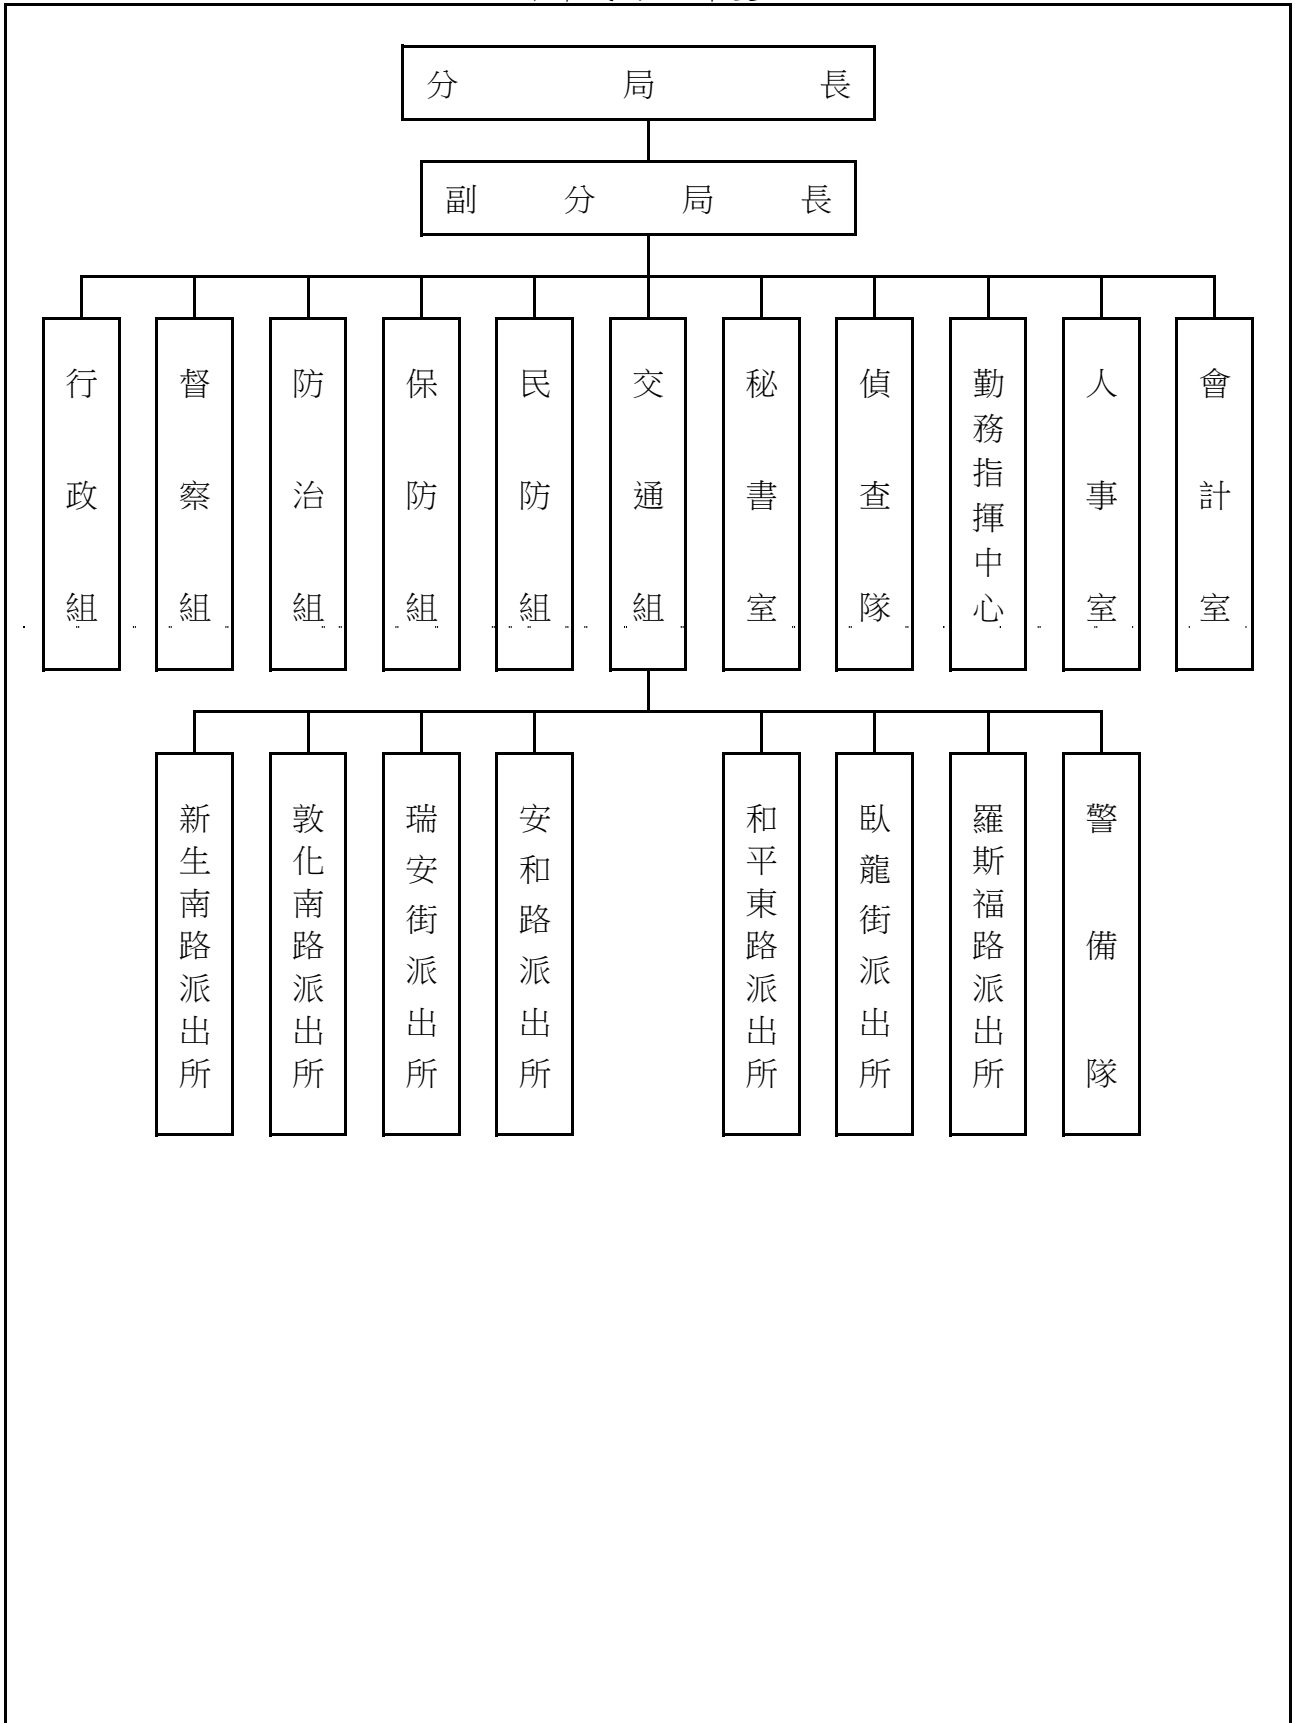 分局長
副分局長
行政組
督察組
防治組
保防組
民防組
交通組
秘書室
偵查隊
勤務指揮中心
人事室
會計室
新生南路派出所
敦化南路派出所
瑞安街派出所
安和路派出所
和平東路派出所
臥龍街派出所
羅斯福路派出所
警備隊